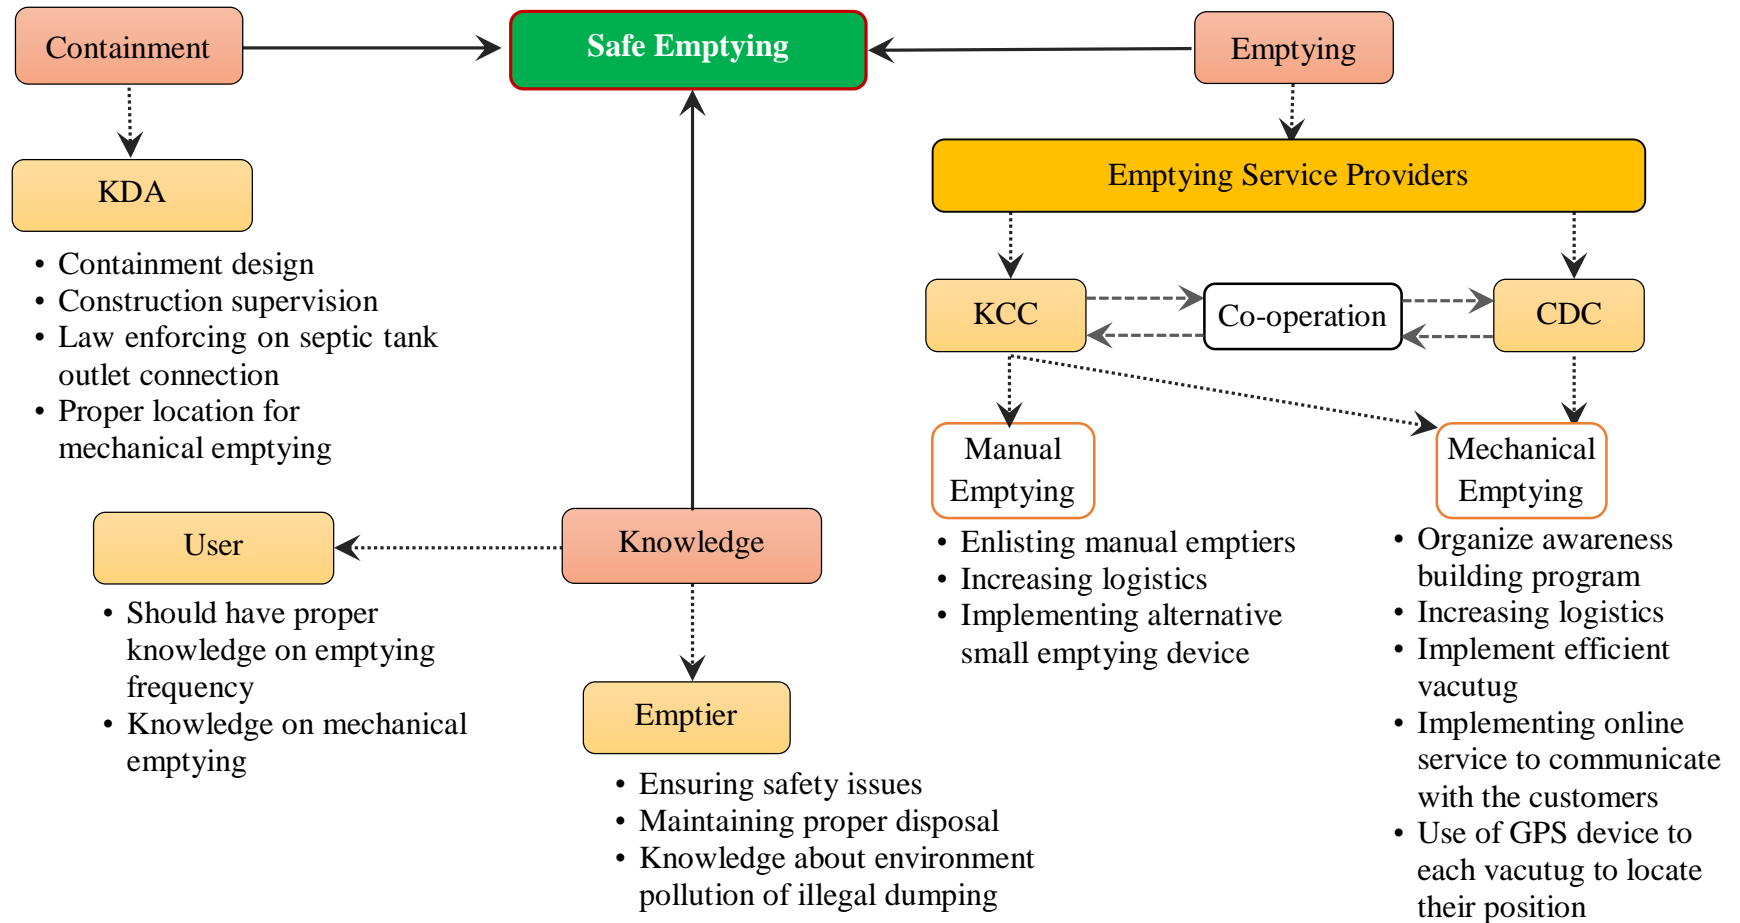 Containment
Safe Emptying
Emptying
KDA
• Containment design
• Construction supervision
• Law enforcing on septic tank
outlet connection
• Proper location for
mechanical emptying
Emptying Service Providers
KCC
Co-operation
CDC
Manual
Emptying
• Enlisting manual emptiers
• Increasing logistics
• Implementing alternative
small emptying device
Mechanical
Emptying
• Organize awareness
building program
• Increasing logistics
• Implement efficient
vacutug
• Implementing online
service to communicate
with the customers
• Use of GPS device to
each vacutug to locate
their position
Knowledge
User
• Should have proper
knowledge on emptying
frequency
• Knowledge on mechanical
emptying
Emptier
• Ensuring safety issues
• Maintaining proper disposal
• Knowledge about environment
pollution of illegal dumping